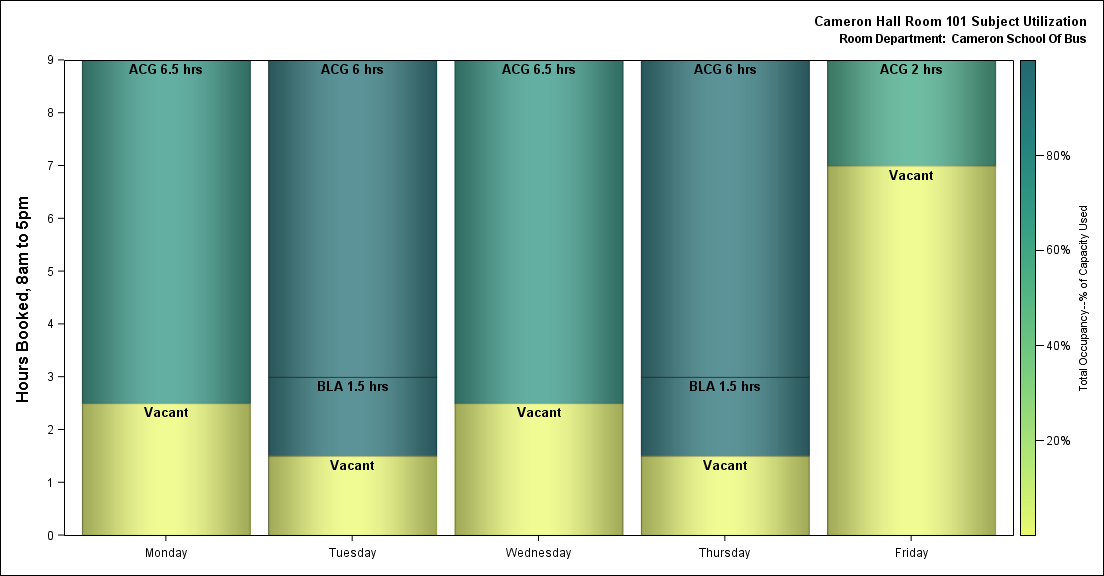 Cameron Hall Room 101 Subject Utilization
Room Department:  Cameron School Of Bus
Hours Booked, 8am to 5pm
9
8
7
6
5
4
3
2
1
0
ACG 6.5 hrs
Vacant
ACG 6 hrs
BLA 1.5 hrs
Vacant
ACG 6.5 hrs
Vacant
ACG 6 hrs
BLA 1.5 hrs
Vacant
ACG 2 hrs
Vacant
Monday
Tuesday
Wednesday
Thursday
Friday
80%
60%
40%
20%
Total Occupancy--% of Capacity Used